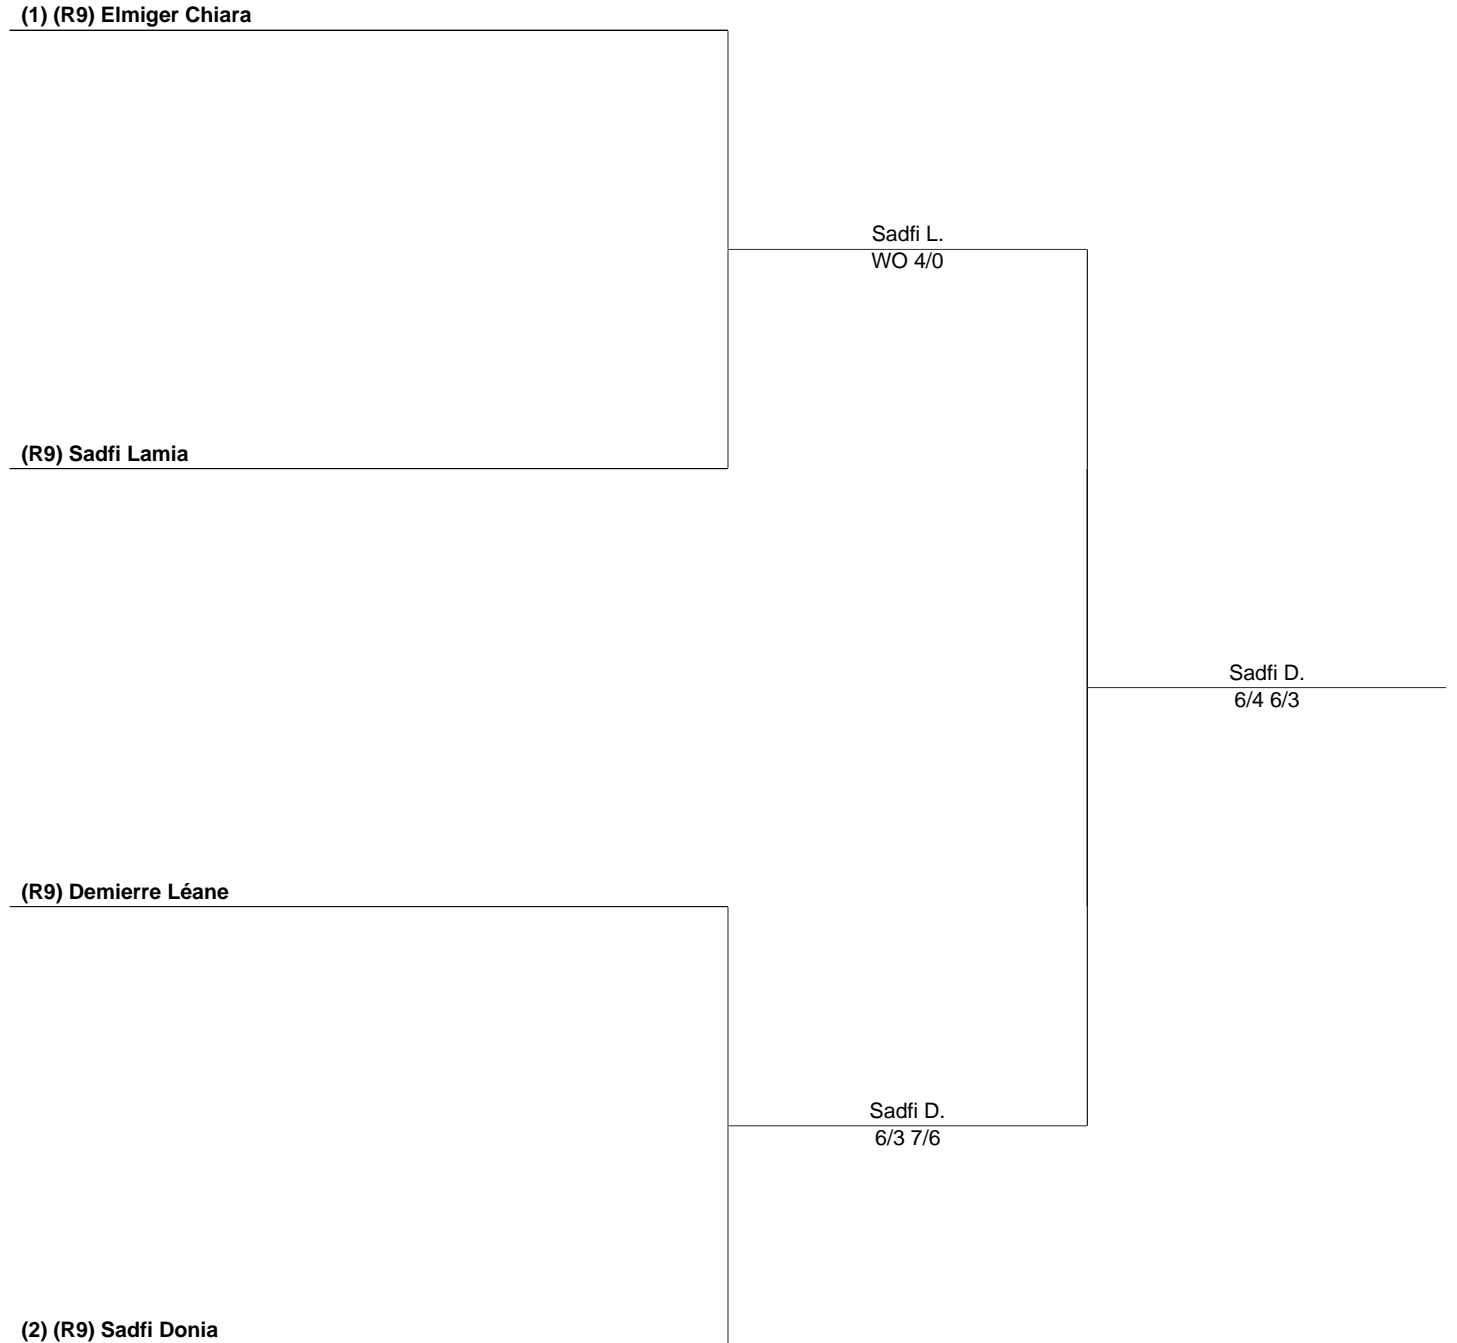 (1) (R9) Elmiger Chiara
Sadfi L.
WO 4/0
(R9) Sadfi Lamia
Sadfi D.
6/4 6/3
(R9) Demierre Léane
Sadfi D.
6/3 7/6
(2) (R9) Sadfi Donia